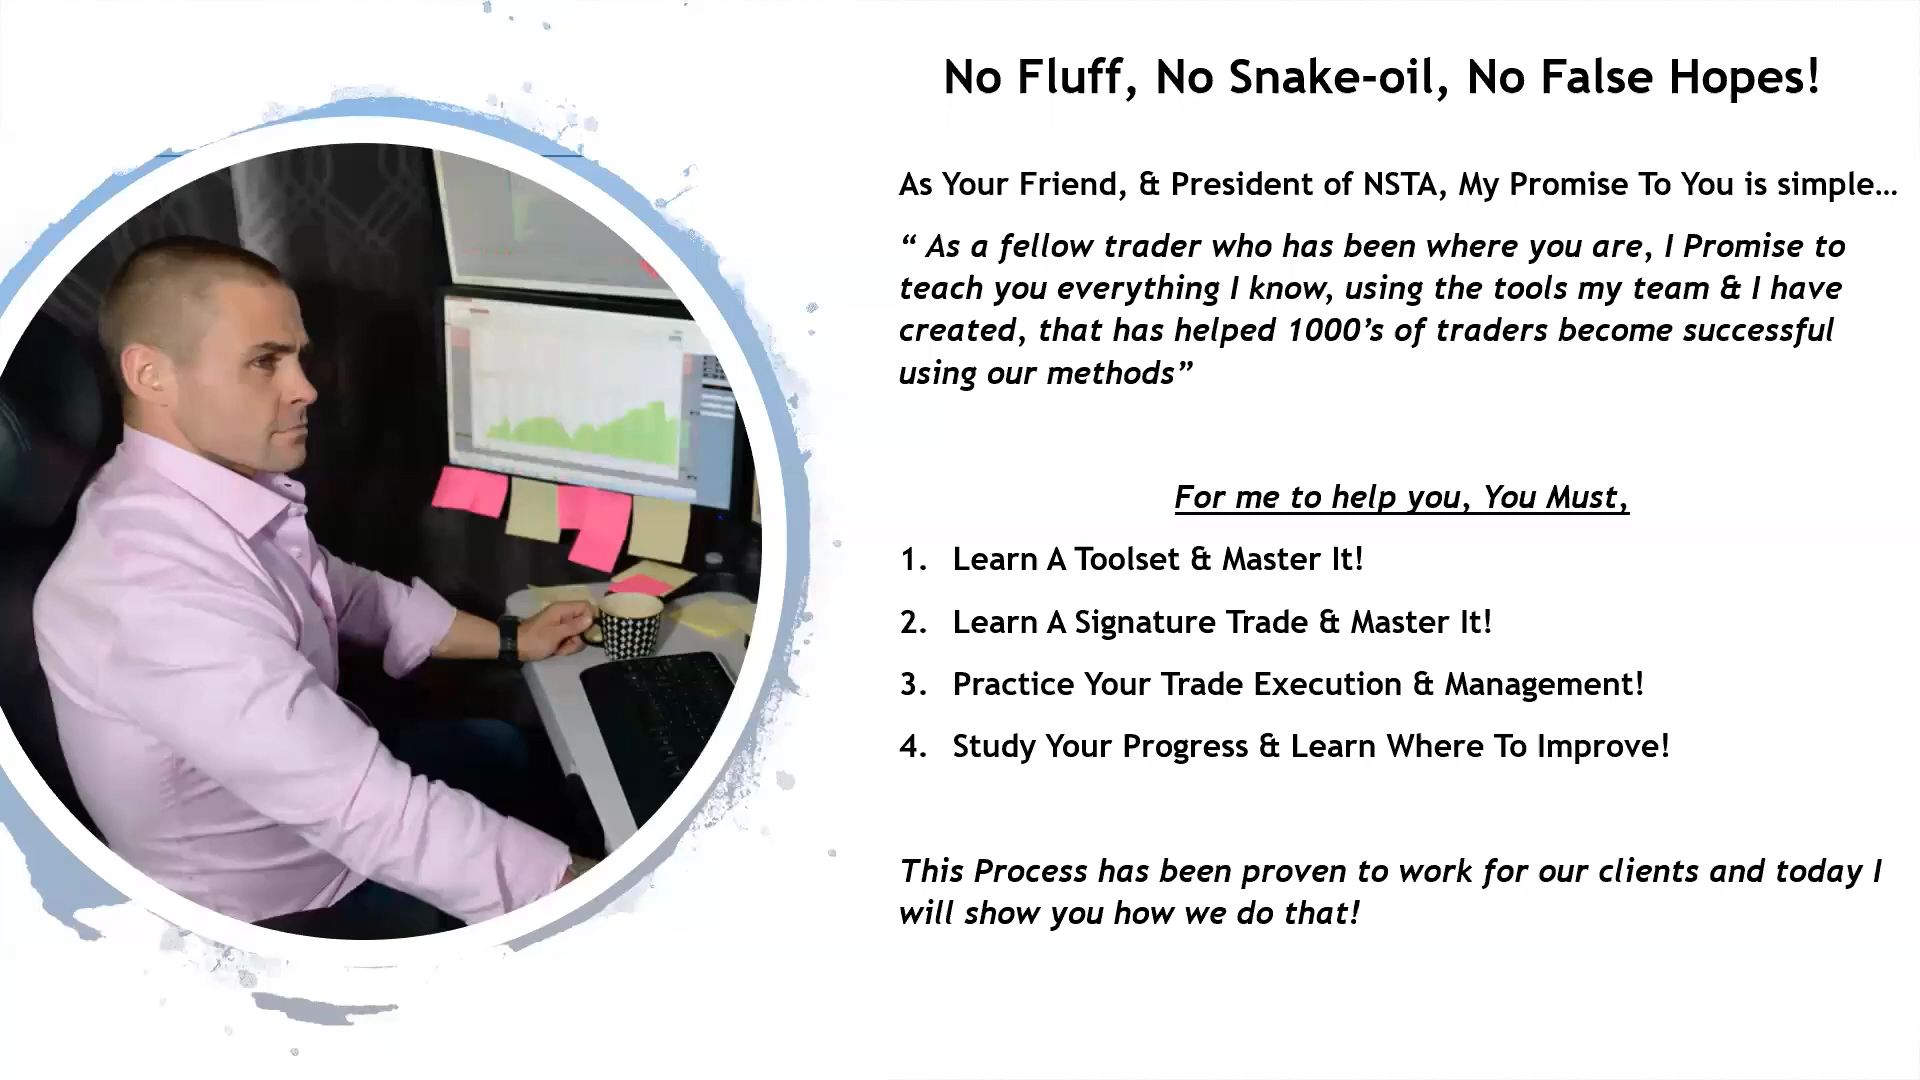 No Fluff, No Snake-oil, No False Hopes!
As Your Friend, & President of NSTA, My Promise To You is simple…
“ As a fellow trader who has been where you are, I Promise to
teach you everything I know, using the tools my team & I have
created, that has helped 1000’s of traders become successful
using our methods”
For me to help you, You Must,
1. Learn A Toolset & Master It!
2. Learn A Signature Trade & Master It!
3. Practice Your Trade Execution & Management!
4. Study Your Progress & Learn Where To Improve!
This Process has been proven to work for our clients and today I
will show you how we do that!